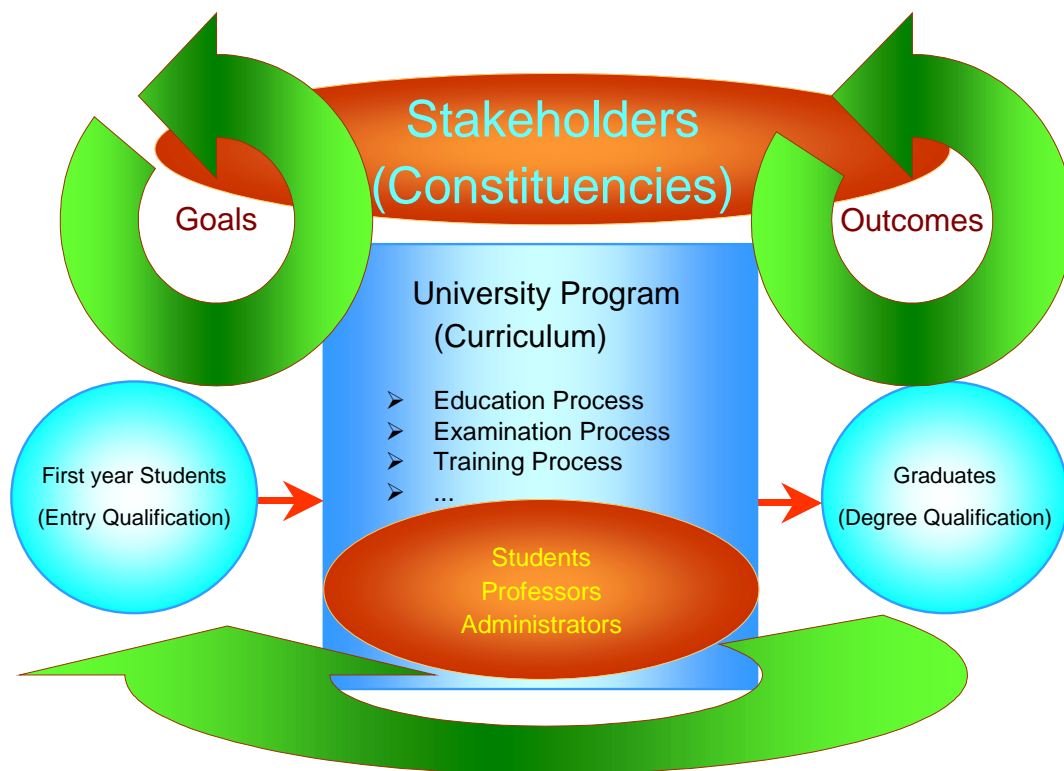 Stakeholders
(Constituencies)
Goals
Outcomes
University Program
(Curriculum)
➢ Education Process
➢ Examination Process
➢ Training Process
➢ ...
First year Students
(Entry Qualification)
Graduates
(Degree Qualification)
Students
Professors
Administrators